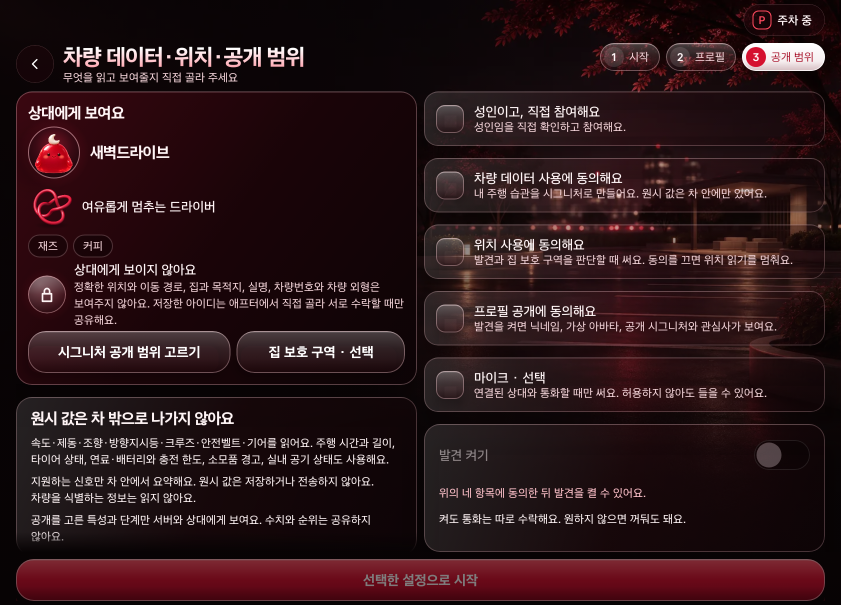 P 주차 중
차량 데이터·위치·공개 범위
무엇을 읽고 보여줄지 직접 골라 주세요
1 시작
2 프로필
3 공개 범위
상대에게 보여요
새벽드라이브
여유롭게 멈추는 드라이버
재즈
커피
상대에게 보이지 않아요
정확한 위치와 이동 경로, 집과 목적지, 실명, 차량번호와 차량 외형은
보여주지 않아요. 저장한 아이디는 애프터에서 직접 골라 서로 수락할 때만
공유해요.
시그니처 공개 범위 고르기
집 보호 구역 · 선택
원시 값은 차 밖으로 나가지 않아요
속도·제동·조향·방향지시등·크루즈·안전벨트·기어를 읽어요. 주행 시간과 길이,
타이어 상태, 연료·배터리와 충전 한도, 소모품 경고, 실내 공기 상태도 사용해요.
지원하는 신호만 차 안에서 요약해요. 원시 값은 저장하거나 전송하지 않아요.
차량을 식별하는 정보는 읽지 않아요.
공개를 고른 특성과 단계만 서버와 상대에게 보여요. 수치와 순위는 공유하지
않아요.
성인이고, 직접 참여해요
성인임을 직접 확인하고 참여해요.
차량 데이터 사용에 동의해요
내 주행 습관을 시그니처로 만들어요. 원시 값은 차 안에만 있어요.
위치 사용에 동의해요
발견과 집 보호 구역을 판단할 때 써요. 동의를 끄면 위치 읽기를 멈춰요.
프로필 공개에 동의해요
발견을 켜면 닉네임, 가상 아바타, 공개 시그니처와 관심사가 보여요.
마이크 · 선택
연결된 상대와 통화할 때만 써요. 허용하지 않아도 들을 수 있어요.
발견 켜기
위의 네 항목에 동의한 뒤 발견을 켤 수 있어요.
켜도 통화는 따로 수락해요. 원하지 않으면 꺼둬도 돼요.
선택한 설정으로 시작